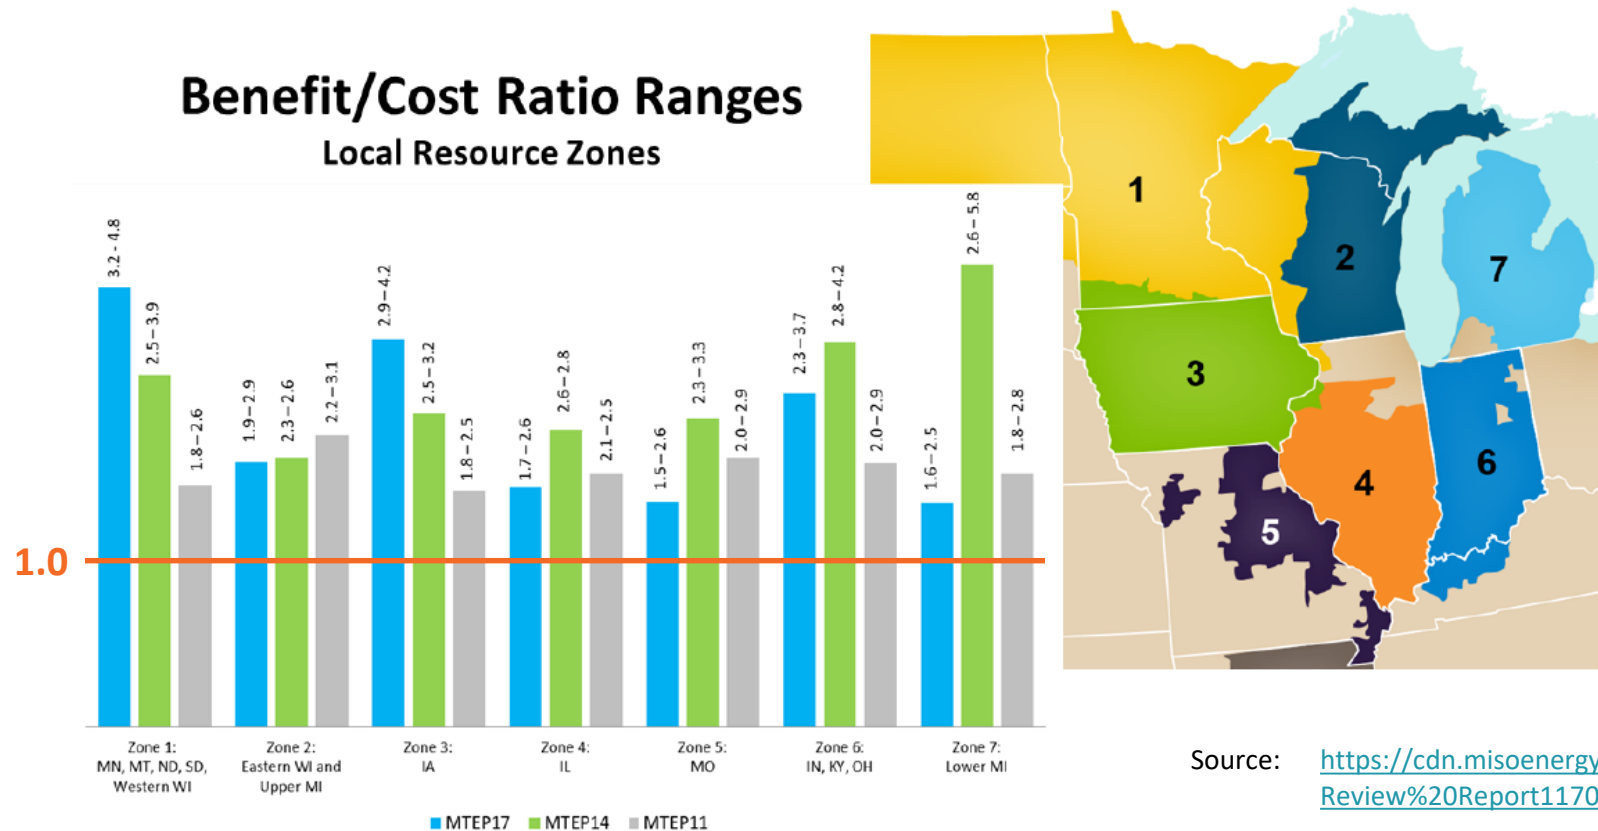 Benefit/Cost Ratio Ranges
Local Resource Zones
3.2 - 4.8
2.5 – 3.9
1.8 – 2.6
1.9 – 2.9
2.3 – 2.6
2.2 – 3.1
2.9 – 4.2
2.5 – 3.2
1.8 – 2.5
1.7 – 2.6
2.6 – 2.8
2.1 – 2.5
1.5 – 2.6
2.3 – 3.3
2.0 – 2.9
2.3 – 3.7
2.8 – 4.2
2.0 – 2.9
1.6 – 2.5
2.6 – 5.8
1.8 – 2.8
1.0
Zone 1:
MN, MT, ND, SD,
Western WI
Zone 2:
Eastern WI and
Upper MI
Zone 3:
IA
Zone 4:
IL
Zone 5:
MO
Zone 6:
IN, KY, OH
Zone 7:
Lower MI
MTEP17 MTEP14 MTEP11
1
2
7
3
6
4
5
Source: https://cdn.misoenergy
Review%20Report1170